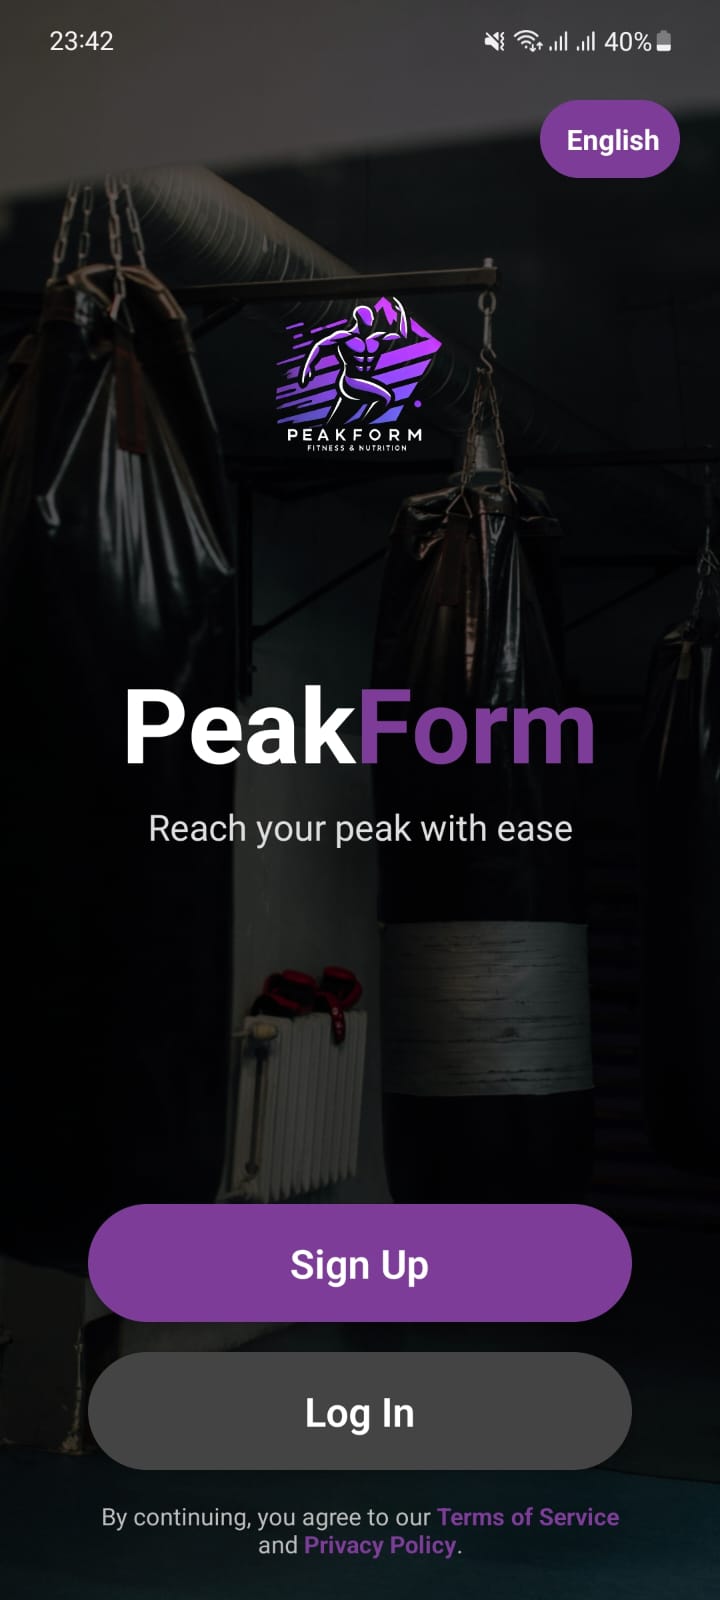 23:42
40%
English
PEAKFORM
FITNESS & NUTRITION
PeakForm
Reach your peak with ease
Sign Up
Log In
By continuing, you agree to our Terms of Service
and Privacy Policy.